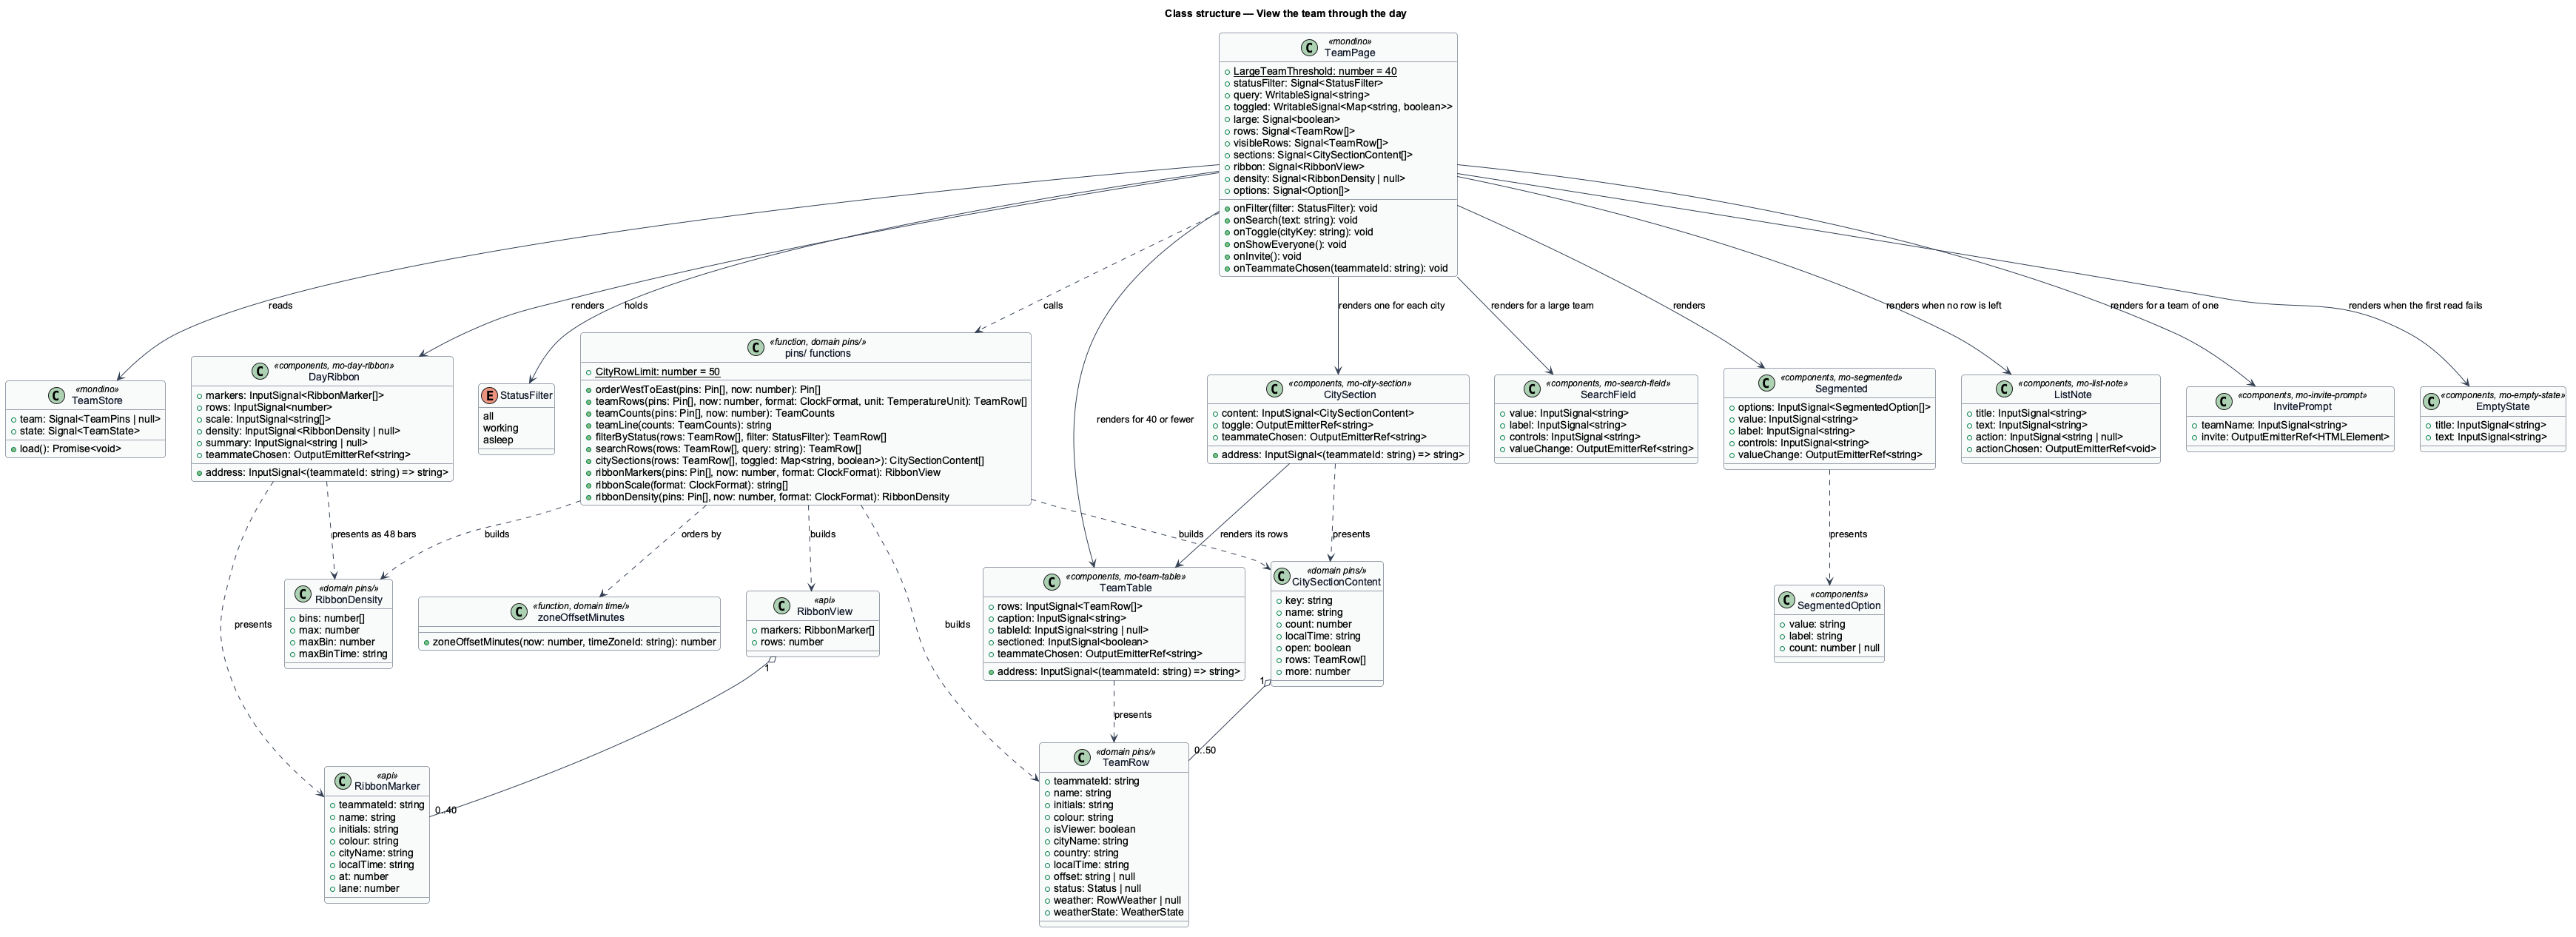 Class structure — View the team through the day
«mondino»
TeamPage
LargeTeamThreshold: number = 40
statusFilter: Signal<StatusFilter>
query: WritableSignal<string>
toggled: WritableSignal<Map<string, boolean>>
large: Signal<boolean>
rows: Signal<TeamRow[]>
visibleRows: Signal<TeamRow[]>
sections: Signal<CitySectionContent[]>
ribbon: Signal<RibbonView>
density: Signal<RibbonDensity | null>
options: Signal<Option[]>
onFilter(filter: StatusFilter): void
onSearch(text: string): void
onToggle(cityKey: string): void
onShowEveryone(): void
onInvite(): void
onTeammateChosen(teammateId: string): void
reads
renders
holds
calls
renders for 40 or fewer
renders one for each city
renders for a large team
renders
renders when no row is left
renders for a team of one
renders when the first read fails
«mondino»
TeamStore
team: Signal<TeamPins | null>
state: Signal<TeamState>
load(): Promise<void>
«components, mo-day-ribbon»
DayRibbon
markers: InputSignal<RibbonMarker[]>
rows: InputSignal<number>
scale: InputSignal<string[]>
density: InputSignal<RibbonDensity | null>
summary: InputSignal<string | null>
teammateChosen: OutputEmitterRef<string>
address: InputSignal<(teammateId: string) => string>
StatusFilter
all
working
asleep
«function, domain pins/»
pins/ functions
CityRowLimit: number = 50
orderWestToEast(pins: Pin[], now: number): Pin[]
teamRows(pins: Pin[], now: number, format: ClockFormat, unit: TemperatureUnit): TeamRow[]
teamCounts(pins: Pin[], now: number): TeamCounts
teamLine(counts: TeamCounts): string
filterByStatus(rows: TeamRow[], filter: StatusFilter): TeamRow[]
searchRows(rows: TeamRow[], query: string): TeamRow[]
citySections(rows: TeamRow[], toggled: Map<string, boolean>): CitySectionContent[]
ribbonMarkers(pins: Pin[], now: number, format: ClockFormat): RibbonView
ribbonScale(format: ClockFormat): string[]
ribbonDensity(pins: Pin[], now: number, format: ClockFormat): RibbonDensity
«components, mo-city-section»
CitySection
content: InputSignal<CitySectionContent>
toggle: OutputEmitterRef<string>
teammateChosen: OutputEmitterRef<string>
address: InputSignal<(teammateId: string) => string>
«components, mo-search-field»
SearchField
value: InputSignal<string>
label: InputSignal<string>
controls: InputSignal<string>
valueChange: OutputEmitterRef<string>
«components, mo-segmented»
Segmented
options: InputSignal<SegmentedOption[]>
value: InputSignal<string>
label: InputSignal<string>
controls: InputSignal<string>
valueChange: OutputEmitterRef<string>
«components, mo-list-note»
ListNote
title: InputSignal<string>
text: InputSignal<string>
action: InputSignal<string | null>
actionChosen: OutputEmitterRef<void>
«components, mo-invite-prompt»
InvitePrompt
teamName: InputSignal<string>
invite: OutputEmitterRef<HTMLElement>
«components, mo-empty-state»
EmptyState
title: InputSignal<string>
text: InputSignal<string>
presents
presents as 48 bars
builds
orders by
builds
builds
builds
renders its rows
presents
presents
«domain pins/»
RibbonDensity
bins: number[]
max: number
maxBin: number
maxBinTime: string
«function, domain time/»
zoneOffsetMinutes
zoneOffsetMinutes(now: number, timeZoneId: string): number
«api»
RibbonView
markers: RibbonMarker[]
rows: number
«components, mo-team-table»
TeamTable
rows: InputSignal<TeamRow[]>
caption: InputSignal<string>
tableId: InputSignal<string | null>
sectioned: InputSignal<boolean>
teammateChosen: OutputEmitterRef<string>
address: InputSignal<(teammateId: string) => string>
«domain pins/»
CitySectionContent
key: string
name: string
count: number
localTime: string
open: boolean
rows: TeamRow[]
more: number
«components»
SegmentedOption
value: string
label: string
count: number | null
1
0..40
presents
1
0..50
«api»
RibbonMarker
teammateId: string
name: string
initials: string
colour: string
cityName: string
localTime: string
at: number
lane: number
«domain pins/»
TeamRow
teammateId: string
name: string
initials: string
colour: string
isViewer: boolean
cityName: string
country: string
localTime: string
offset: string | null
status: Status | null
weather: RowWeather | null
weatherState: WeatherState